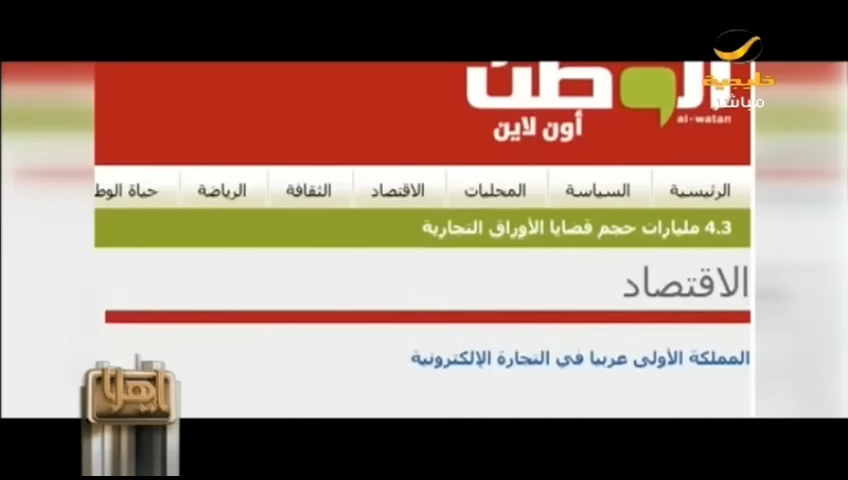 خليجية
مباشر
الوطن
al-watan
أون لاين
الرئيسية السياسة المحليات الاقتصاد الثقافة الرياضة حياة الوط
4.3 مليارات حجم قضايا الأوراق التجارية
الاقتصاد
المملكة الأولى عربيا في التجارة الإلكترونية
ياهلا